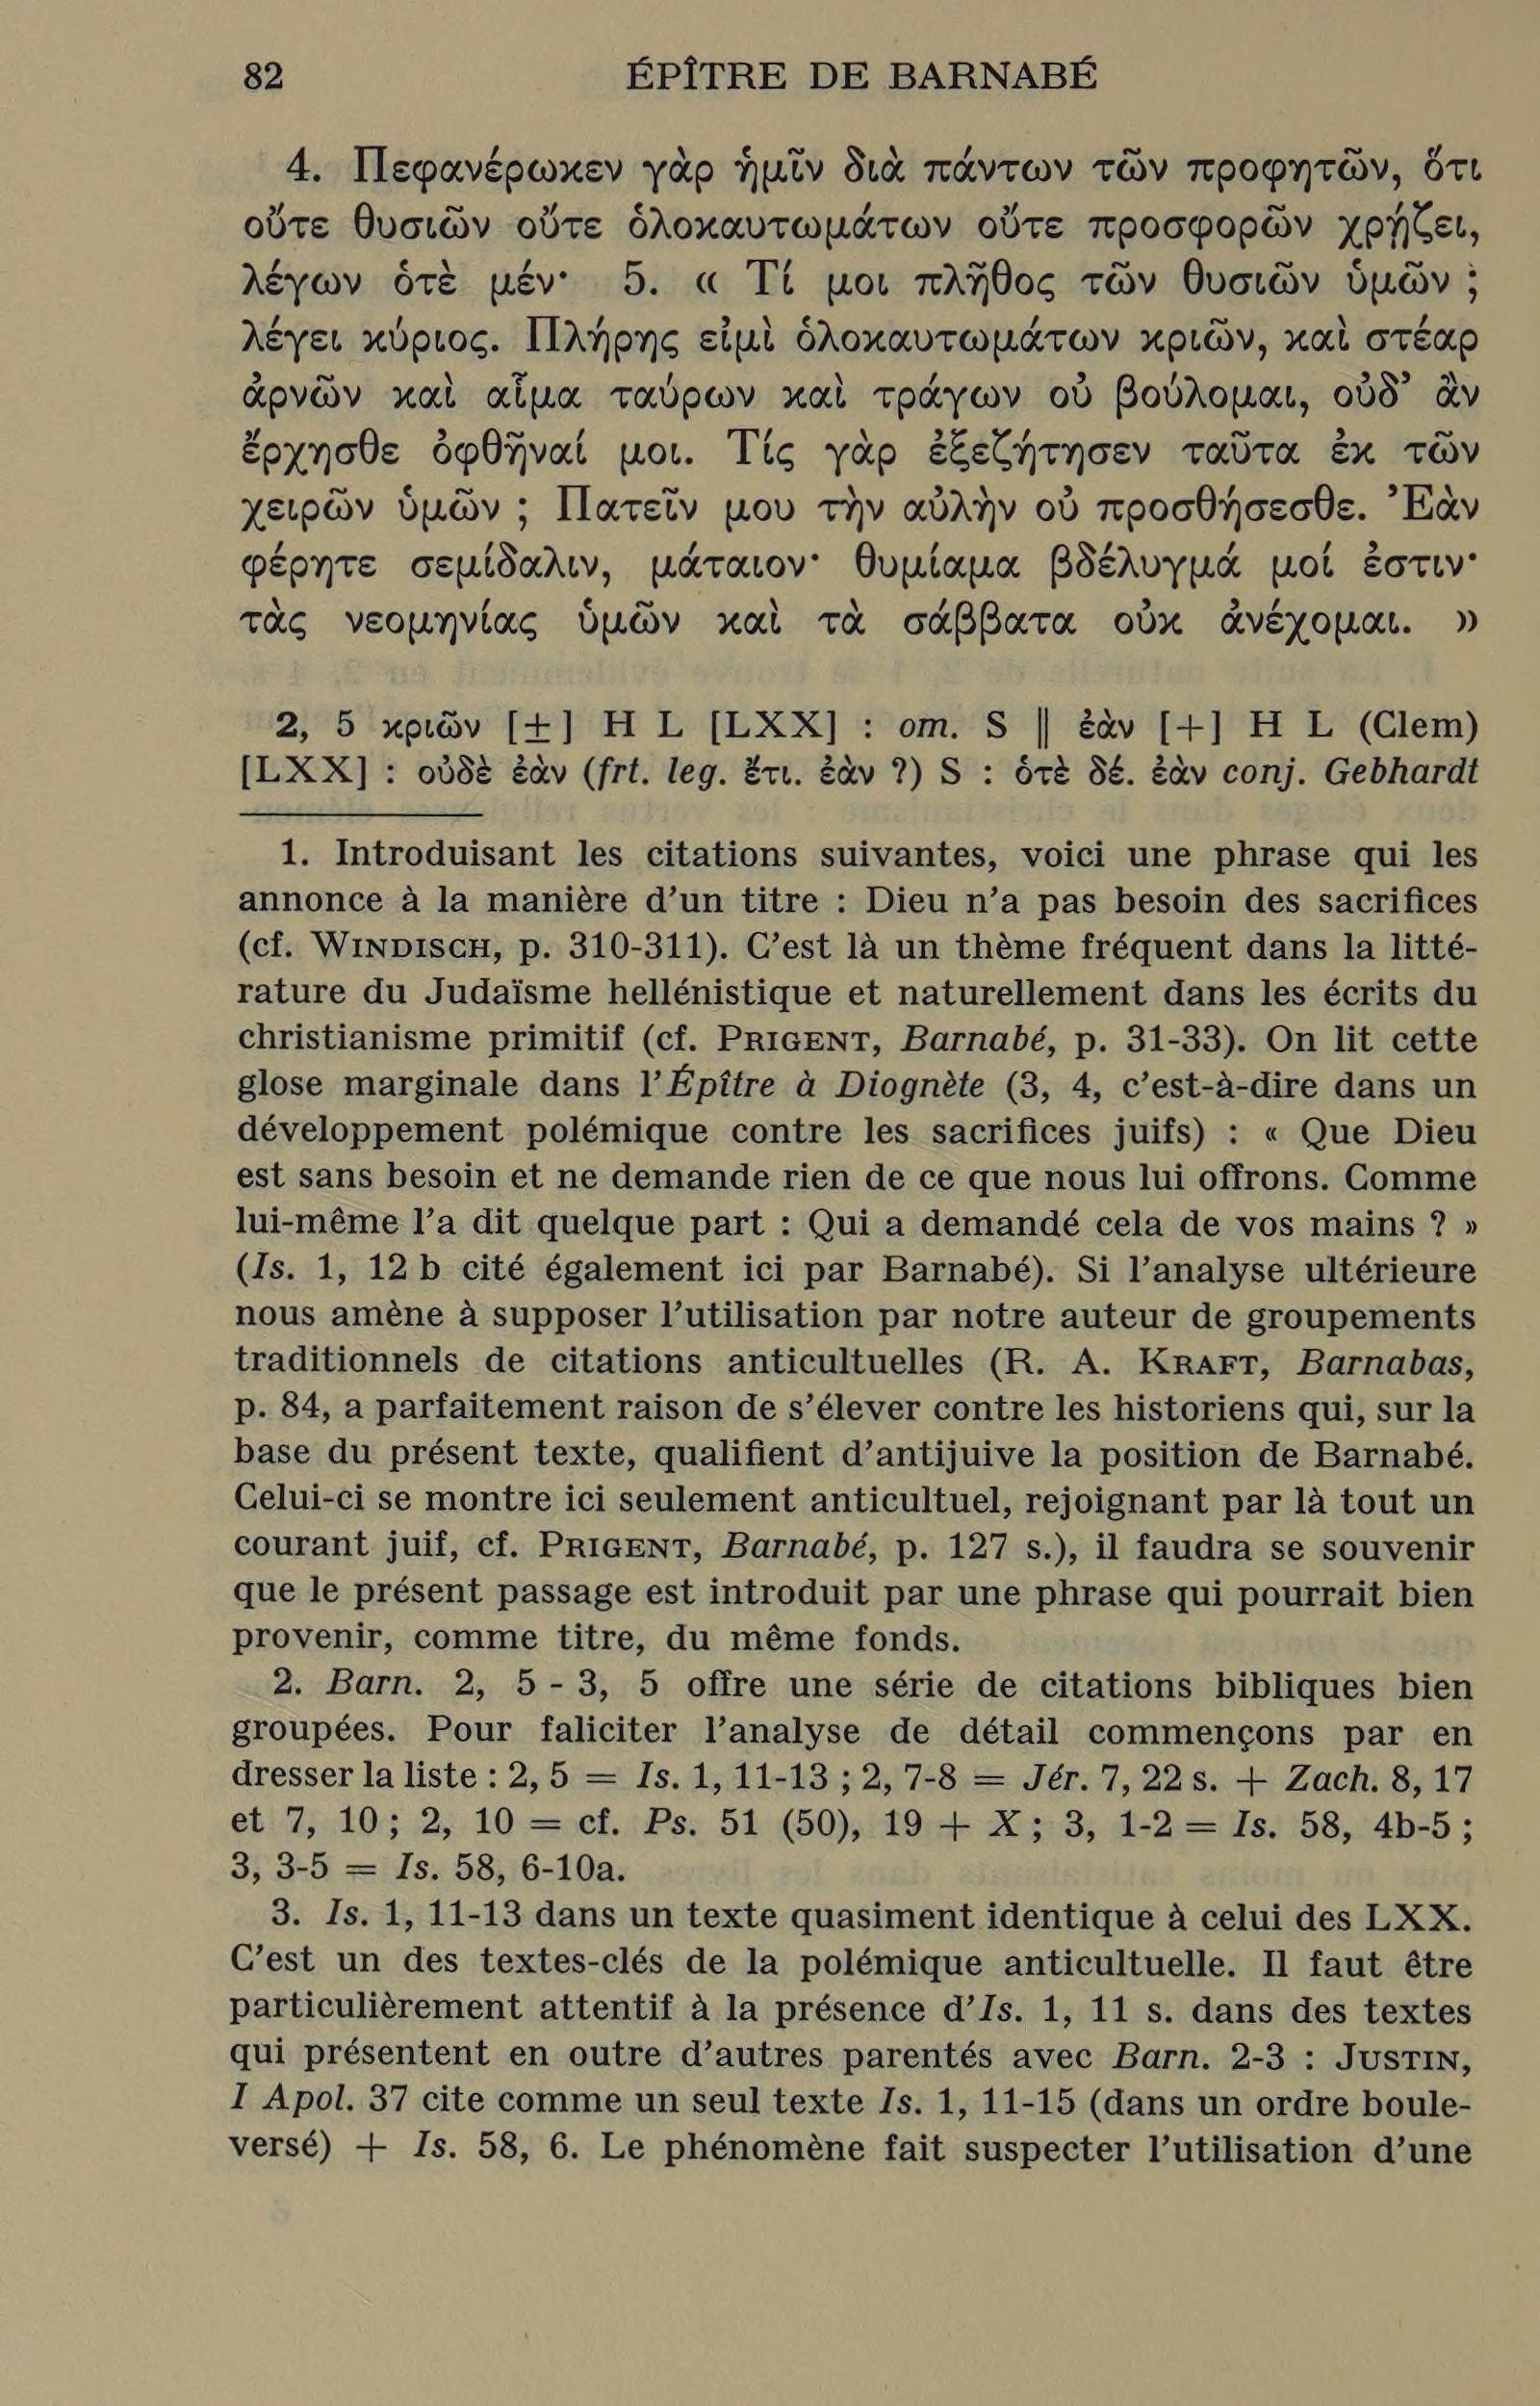 82 ÉPÎTRE DE BARNABÉ
4. Πεφανέρωκεν γὰρ ἡμῖν διὰ πάντων τῶν προφητῶν, ὅτι
οὔτε θυσιῶν οὔτε ὁλοκαυτωμάτων οὔτε προσφορῶν χρῄζει,
λέγων ὁτὲ μέν· 5. « Τί μοι πλῆθος τῶν θυσιῶν ὑμῶν ;
λέγει κύριος. Πλήρης εἰμὶ ὁλοκαυτωμάτων κριῶν, καὶ στέαρ
ἀρνῶν καὶ αἷμα ταύρων καὶ τράγων οὐ βούλομαι, οὐδ’ ἂν
ἔρχησθε ὀφθῆναί μοι. Τίς γὰρ ἐξεζήτησεν ταῦτα ἐκ τῶν
χειρῶν ὑμῶν ; Πατεῖν μου τὴν αὐλὴν οὐ προσθήσεσθε. Ἐὰν
φέρητε σεμίδαλιν, μάταιον· θυμίαμα βδέλυγμά μοί ἐστιν·
τὰς νεομηνίας ὑμῶν καὶ τὰ σάββατα οὐκ ἀνέχομαι. »
2, 5 κριῶν [±] H L [LXX] : om. S || ἐὰν [+] H L (Clem)
[LXX] : οὐδὲ ἐὰν (frt. leg. ἔτι. ἐὰν ?) S : ὁτὲ δέ. ἐὰν conj. Gebhardt
1. Introduisant les citations suivantes, voici une phrase qui les
annonce à la manière d’un titre : Dieu n’a pas besoin des sacrifices
(cf. WINDISCH, p. 310-311). C’est là un thème fréquent dans la litté-
rature du Judaïsme hellénistique et naturellement dans les écrits du
christianisme primitif (cf. PRIGENT, Barnabé, p. 31-33). On lit cette
glose marginale dans l’Épître à Diognète (3, 4, c’est-à-dire dans un
développement polémique contre les sacrifices juifs) : « Que Dieu
est sans besoin et ne demande rien de ce que nous lui offrons. Comme
lui-même l’a dit quelque part : Qui a demandé cela de vos mains ? »
(Is. 1, 12 b cité également ici par Barnabé). Si l’analyse ultérieure
nous amène à supposer l’utilisation par notre auteur de groupements
traditionnels de citations anticultuelles (R. A. KRAFT, Barnabas,
p. 84, a parfaitement raison de s’élever contre les historiens qui, sur la
base du présent texte, qualifient d’antijuive la position de Barnabé.
Celui-ci se montre ici seulement anticultuel, rejoignant par là tout un
courant juif, cf. PRIGENT, Barnabé, p. 127 s.), il faudra se souvenir
que le présent passage est introduit par une phrase qui pourrait bien
provenir, comme titre, du même fonds.
2. Barn. 2, 5 - 3, 5 offre une série de citations bibliques bien
groupées. Pour faliciter l’analyse de détail commençons par en
dresser la liste : 2, 5 = Is. 1, 11-13 ; 2, 7-8 = Jér. 7, 22 s. + Zach. 8, 17
et 7, 10 ; 2, 10 = cf. Ps. 51 (50), 19 + X ; 3, 1-2 = Is. 58, 4b-5 ;
3, 3-5 = Is. 58, 6-10a.
3. Is. 1, 11-13 dans un texte quasiment identique à celui des LXX.
C’est un des textes-clés de la polémique anticultuelle. Il faut être
particulièrement attentif à la présence d’Is. 1, 11 s. dans des textes
qui présentent en outre d’autres parentés avec Barn. 2-3 : JUSTIN,
I Apol. 37 cite comme un seul texte Is. 1, 11-15 (dans un ordre boule-
versé) + Is. 58, 6. Le phénomène fait suspecter l’utilisation d’une